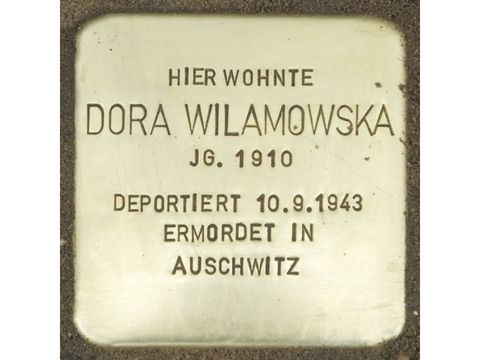 HIER WOHNTE
DORA WILAMOWSKA
JG. 1910
DEPORTIERT 10.9.1943
ERMORDET IN
AUSCHWITZ